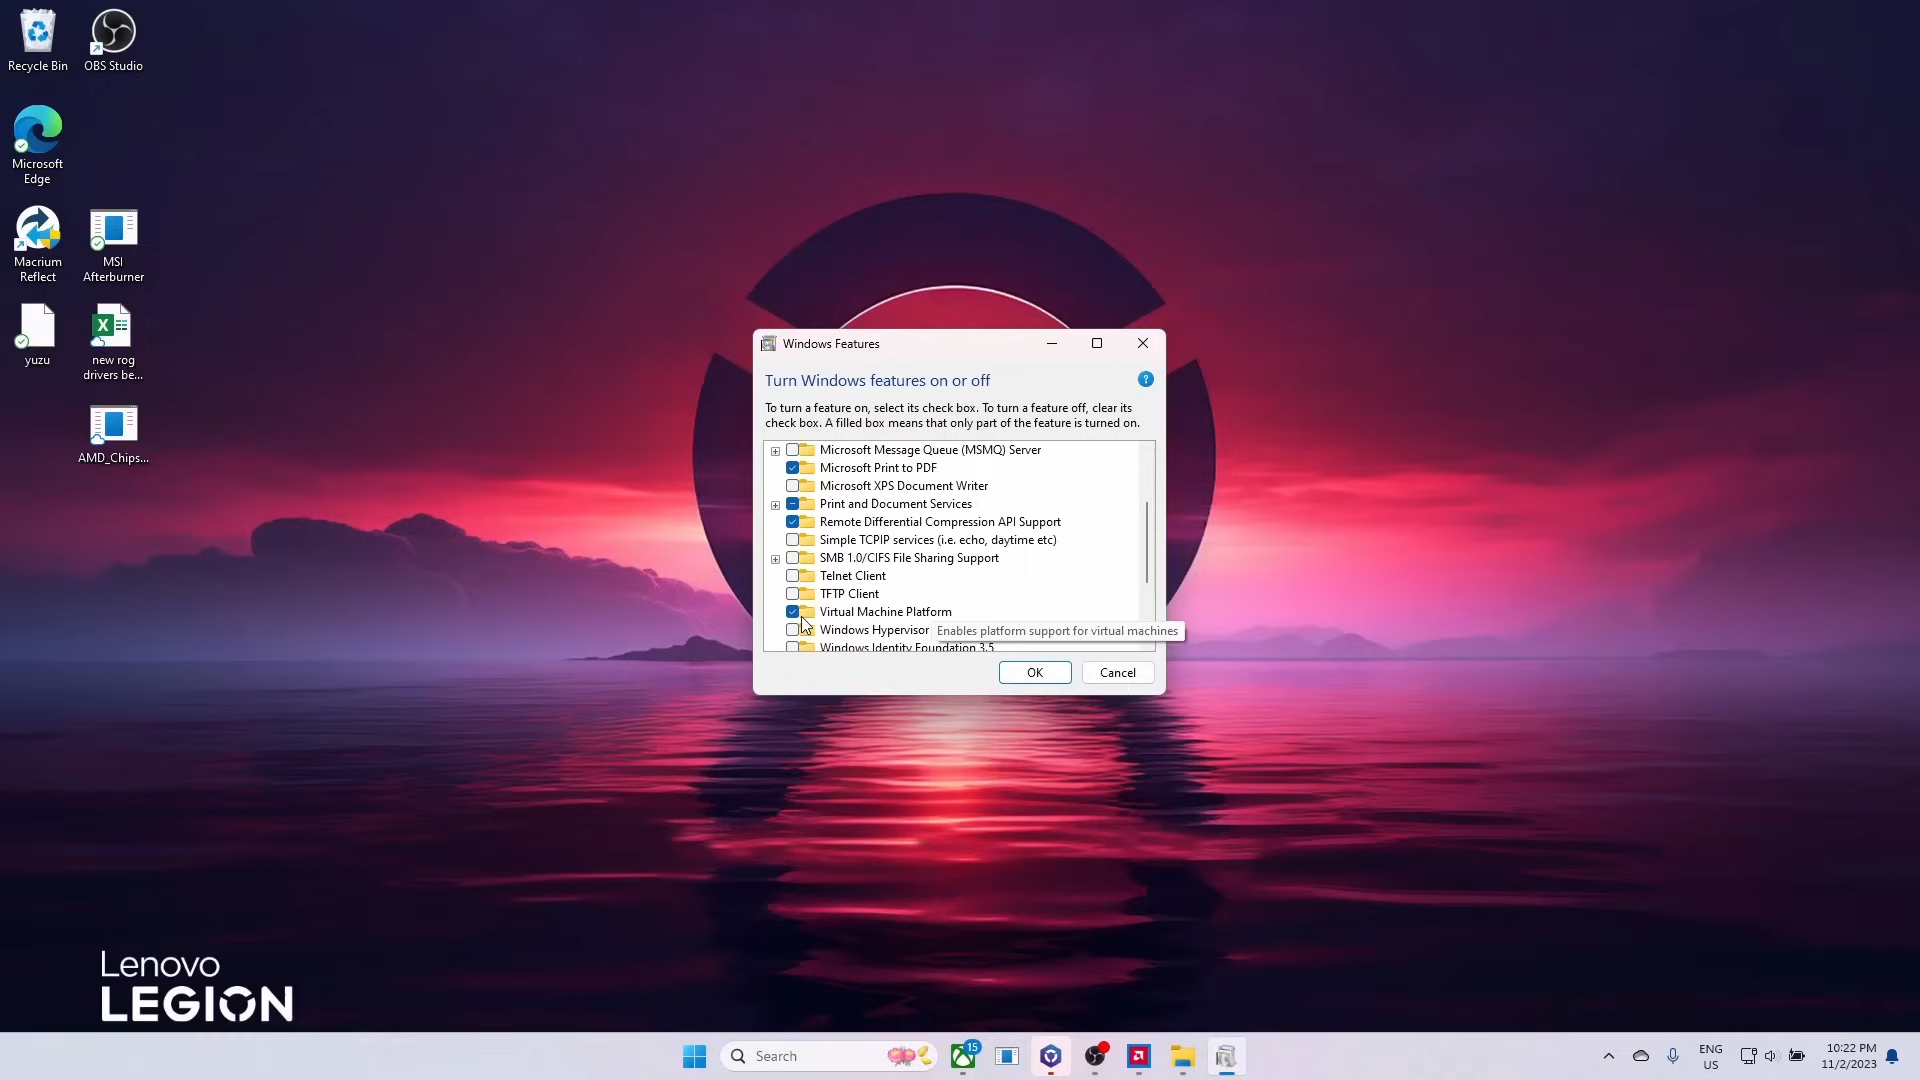 Recycle Bin
OBS Studio
Microsoft
Edge
Macrium
Reflect
MSI
Afterburner
yuzu
new rog
drivers be...
AMD_Chips...
Windows Features
Turn Windows features on or off
To turn a feature on, select its check box. To turn a feature off, clear its
check box. A filled box means that only part of the feature is turned on.
Microsoft Message Queue (MSMQ) Server
Microsoft Print to PDF
Microsoft XPS Document Writer
Print and Document Services
Remote Differential Compression API Support
Simple TCPIP services (i.e. echo, daytime etc)
SMB 1.0/CIFS File Sharing Support
Telnet Client
TFTP Client
Virtual Machine Platform
Windows Hypervisor
Enables platform support for virtual machines
Windows Identity Foundation 3.5
OK
Cancel
Lenovo
LEGION
Search
15
ENG
US
10:22 PM
11/2/2023